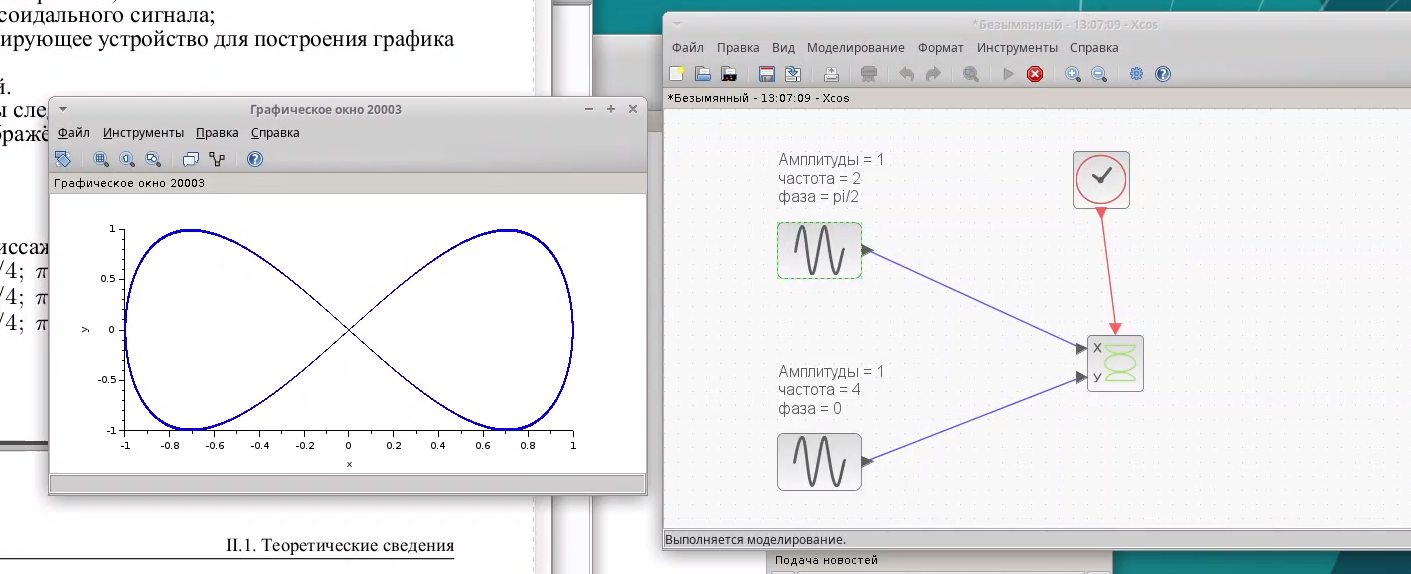 соидального сигнала;
ирующее устройство для построения графика
й.
ы сле
ображё
Графическое окно 20003
Файл Инструменты Правка Справка
Графическое окно 20003
1
0.5
0
-0.5
-1
y
-1 -0.8 -0.6 -0.4 -0.2 0 0.2 0.4 0.6 0.8 1
x
иссаж
/4; π
/4; π
/4; π
II.1. Теоретические сведения
*Безымянный - 13:07:09 - Xcos
Файл Правка Вид Моделирование Формат Инструменты Справка
*Безымянный - 13:07:09 - Xcos
Амплитуды = 1
частота = 2
фаза = pi/2
X
У
Амплитуды = 1
частота = 4
фаза = 0
Выполняется моделирование.
Подача новостей